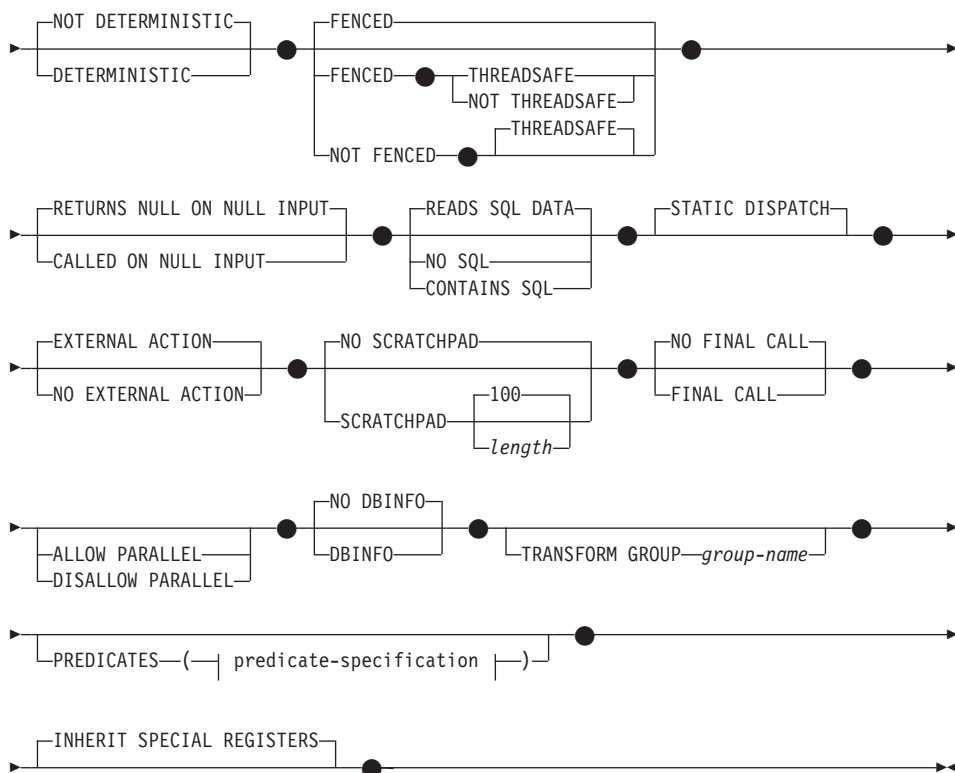 NOT DETERMINISTIC
DETERMINISTIC
FENCED
FENCED
THREADSAFE
NOT THREADSAFE
NOT FENCED
THREADSAFE
RETURNS NULL ON NULL INPUT
CALLED ON NULL INPUT
READS SQL DATA
NO SQL
CONTAINS SQL
STATIC DISPATCH
EXTERNAL ACTION
NO EXTERNAL ACTION
NO SCRATCHPAD
SCRATCHPAD
100
length
NO FINAL CALL
FINAL CALL
ALLOW PARALLEL
DISALLOW PARALLEL
NO DBINFO
DBINFO
TRANSFORM GROUP group-name
PREDICATES ( predicate-specification )
INHERIT SPECIAL REGISTERS